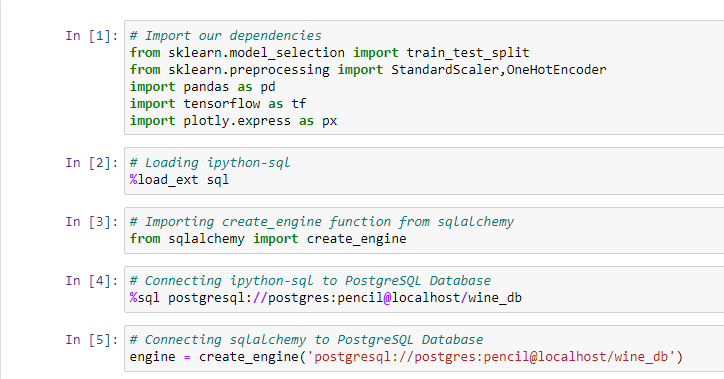 In [1]: # Import our dependencies
from sklearn.model_selection import train_test_split
from sklearn.preprocessing import StandardScaler,OneHotEncoder
import pandas as pd
import tensorflow as tf
import plotly.express as px
In [2]: # Loading ipython-sql
%load_ext sql
In [3]: # Importing create_engine function from sqlalchemy
from sqlalchemy import create_engine
In [4]: # Connecting ipython-sql to PostgreSQL Database
%sql postgresql://postgres:pencil@localhost/wine_db
In [5]: # Connecting sqlalchemy to PostgreSQL Database
engine = create_engine('postgresql://postgres:pencil@localhost/wine_db')